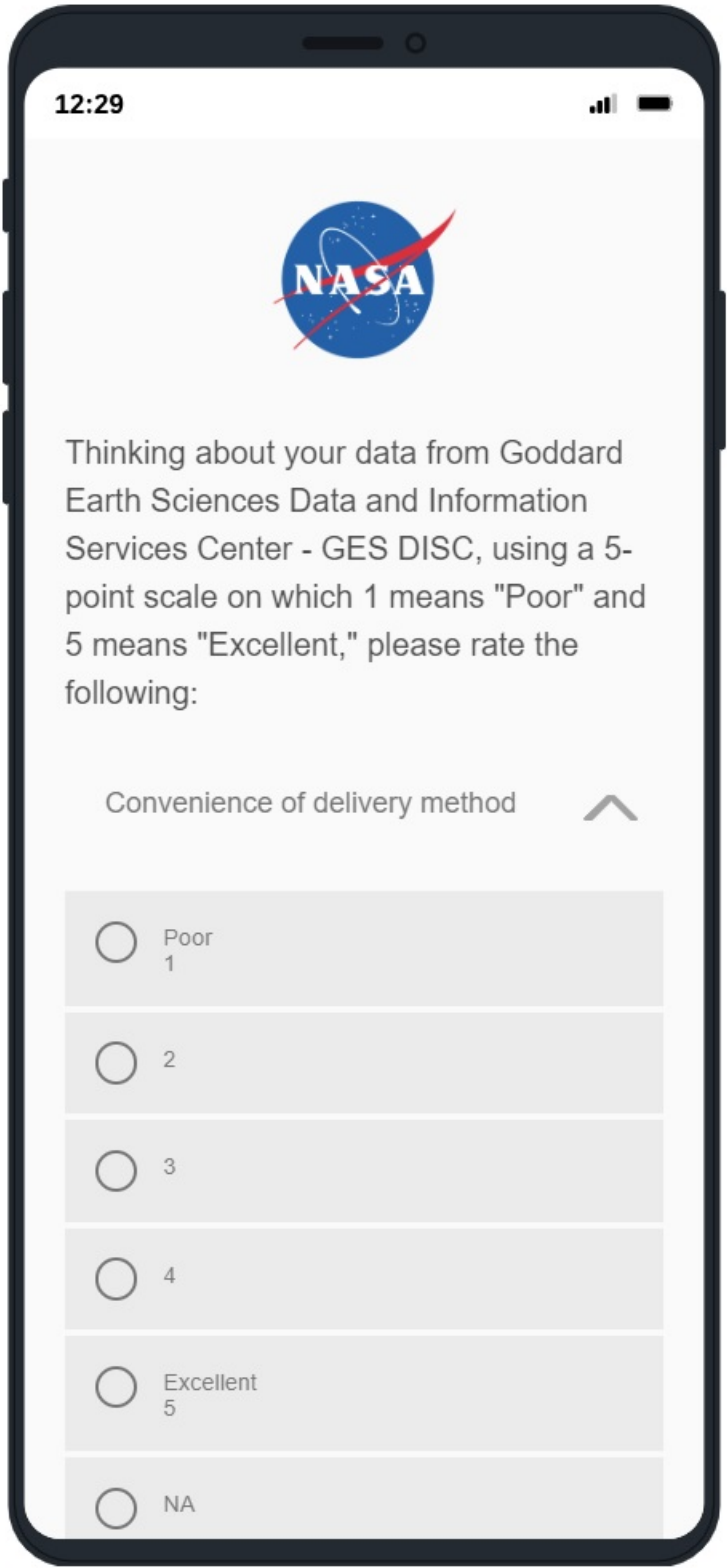 12:29
NASA
Thinking about your data from Goddard
Earth Sciences Data and Information
Services Center - GES DISC, using a 5-
point scale on which 1 means "Poor" and
5 means "Excellent," please rate the
following:
Convenience of delivery method
Poor
1
2
3
4
Excellent
5
NA